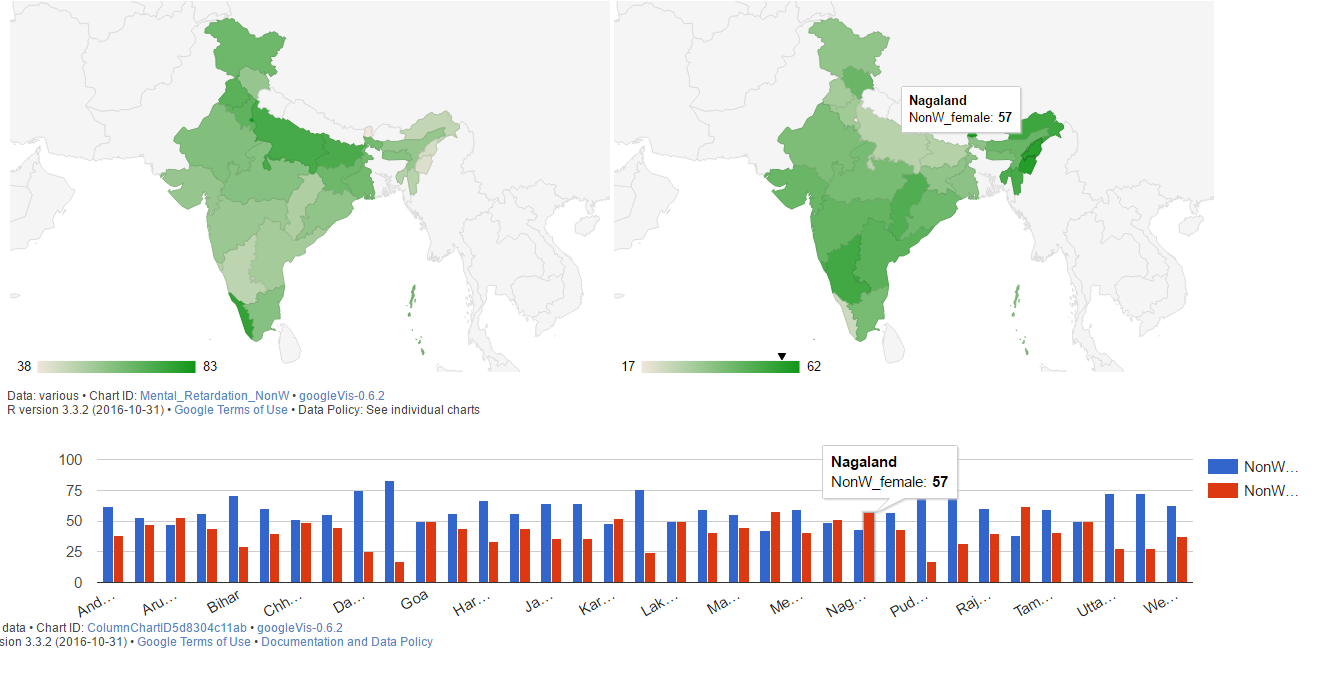 Nagaland
NonW_female: 57
38 83
17 62
Data: various • Chart ID: Mental_Retardation_NonW • googleVis-0.6.2
R version 3.3.2 (2016-10-31) • Google Terms of Use • Data Policy: See individual charts
100
75
50
25
0
Nagaland
NonW_female: 57
NonW…
NonW…
And… Aru… Bihar Chh… Da… Goa Har… Ja… Kar… Lak… Ma… Me… Nag… Pud… Raj… Tam… Utta… We…
data • Chart ID: ColumnChartID5d8304c11ab • googleVis-0.6.2
sion 3.3.2 (2016-10-31) • Google Terms of Use • Documentation and Data Policy